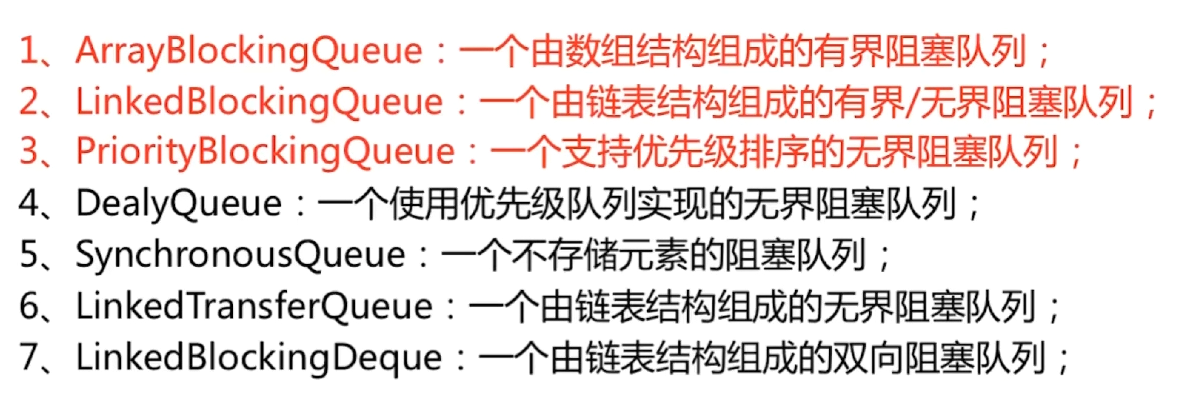 1、ArrayBlockingQueue：一个由数组结构组成的有界阻塞队列；
2、LinkedBlockingQueue：一个由链表结构组成的有界/无界阻塞队列；
3、PriorityBlockingQueue：一个支持优先级排序的无界阻塞队列；
4、DealyQueue：一个使用优先级队列实现的无界阻塞队列；
5、SynchronousQueue：一个不存储元素的阻塞队列；
6、LinkedTransferQueue：一个由链表结构组成的无界阻塞队列；
7、LinkedBlockingDeque：一个由链表结构组成的双向阻塞队列；